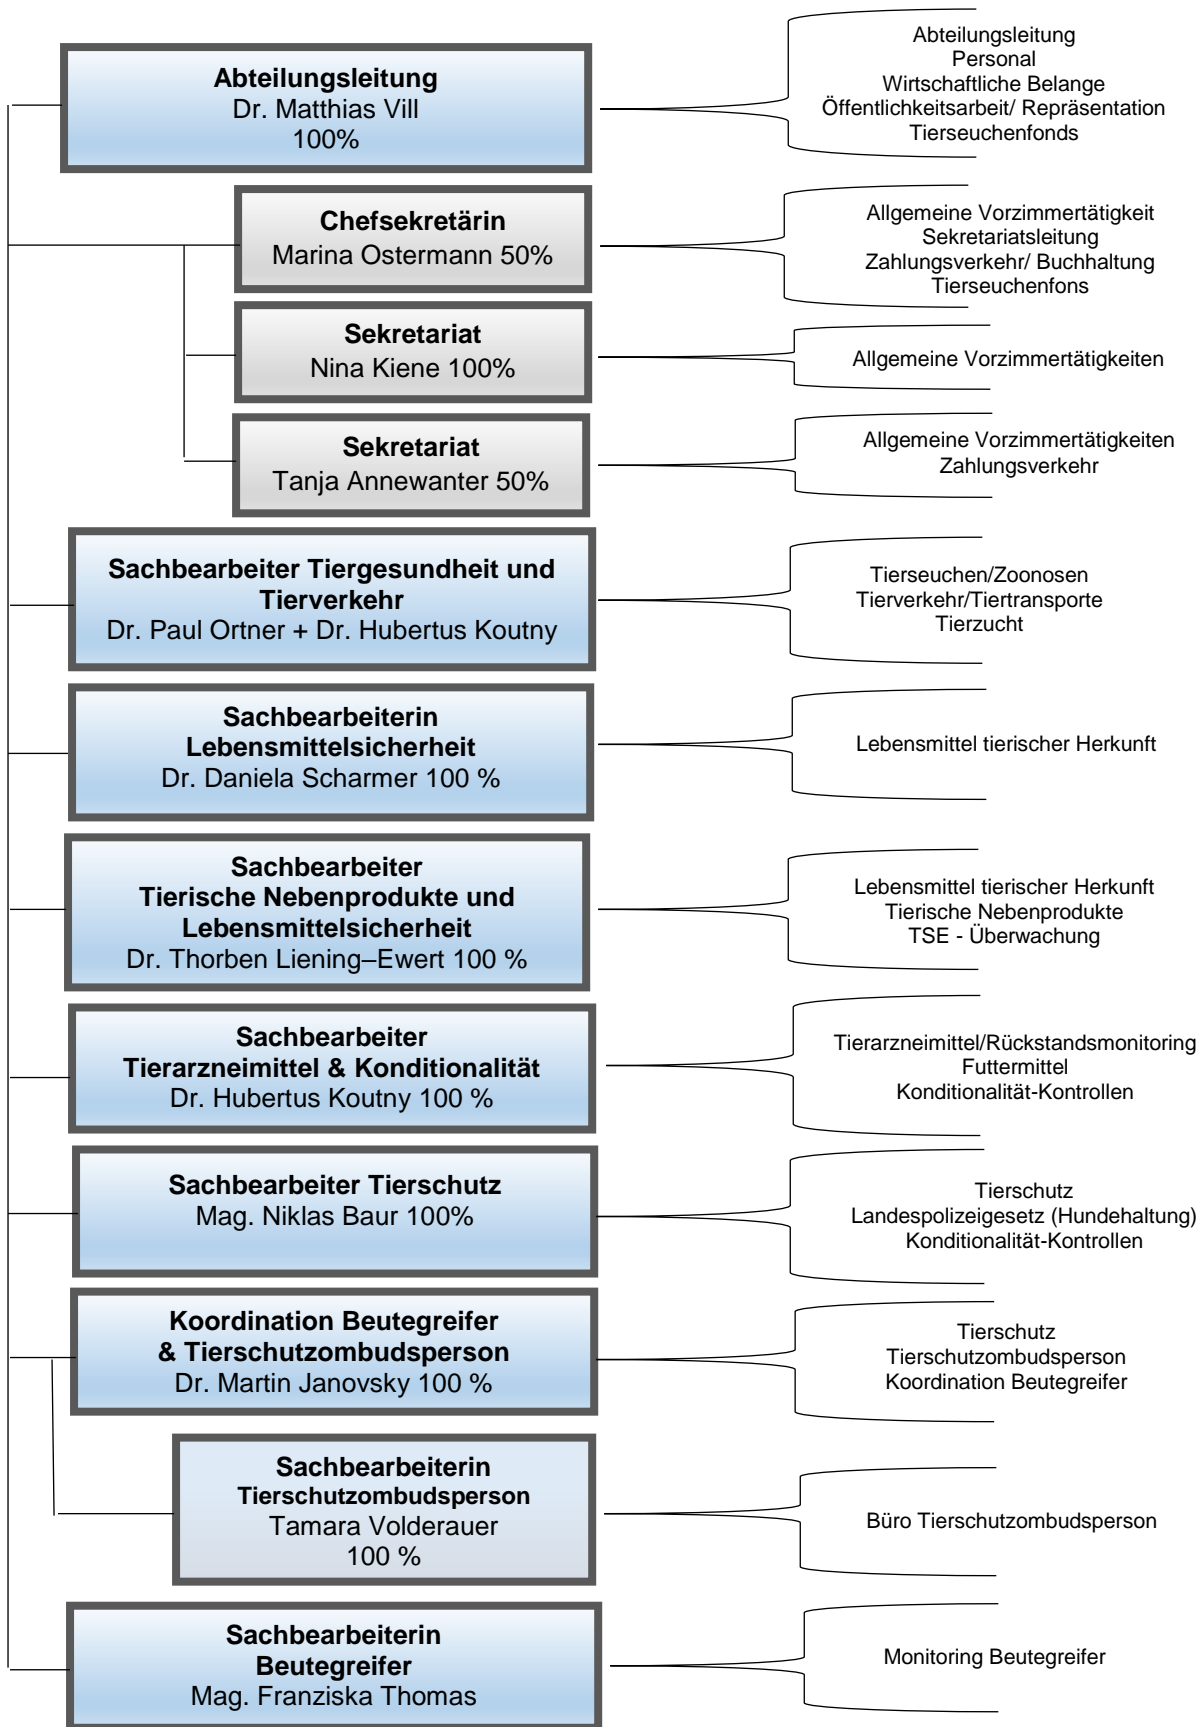 Abteilungsleitung
Dr. Matthias Vill
100%
Abteilungsleitung
Personal
Wirtschaftliche Belange
Öffentlichkeitsarbeit/ Repräsentation
Tierseuchenfonds
Chefsekretärin
Marina Ostermann 50%
Allgemeine Vorzimmertätigkeit
Sekretariatsleitung
Zahlungsverkehr/ Buchhaltung
Tierseuchenfons
Sekretariat
Nina Kiene 100%
Allgemeine Vorzimmertätigkeiten
Sekretariat
Tanja Annewanter 50%
Allgemeine Vorzimmertätigkeiten
Zahlungsverkehr
Sachbearbeiter Tiergesundheit und
Tierverkehr
Dr. Paul Ortner + Dr. Hubertus Koutny
Tierseuchen/Zoonosen
Tierverkehr/Tiertransporte
Tierzucht
Sachbearbeiterin
Lebensmittelsicherheit
Dr. Daniela Scharmer 100 %
Lebensmittel tierischer Herkunft
Sachbearbeiter
Tierische Nebenprodukte und
Lebensmittelsicherheit
Dr. Thorben Liening–Ewert 100 %
Lebensmittel tierischer Herkunft
Tierische Nebenprodukte
TSE - Überwachung
Sachbearbeiter
Tierarzneimittel & Konditionalität
Dr. Hubertus Koutny 100 %
Tierarzneimittel/Rückstandsmonitoring
Futtermittel
Konditionalität-Kontrollen
Sachbearbeiter Tierschutz
Mag. Niklas Baur 100%
Tierschutz
Landespolizeigesetz (Hundehaltung)
Konditionalität-Kontrollen
Koordination Beutegreifer
& Tierschutzombudsperson
Dr. Martin Janovsky 100 %
Tierschutz
Tierschutzombudsperson
Koordination Beutegreifer
Sachbearbeiterin
Tierschutzombudsperson
Tamara Volderauer
100 %
Büro Tierschutzombudsperson
Sachbearbeiterin
Beutegreifer
Mag. Franziska Thomas
Monitoring Beutegreifer